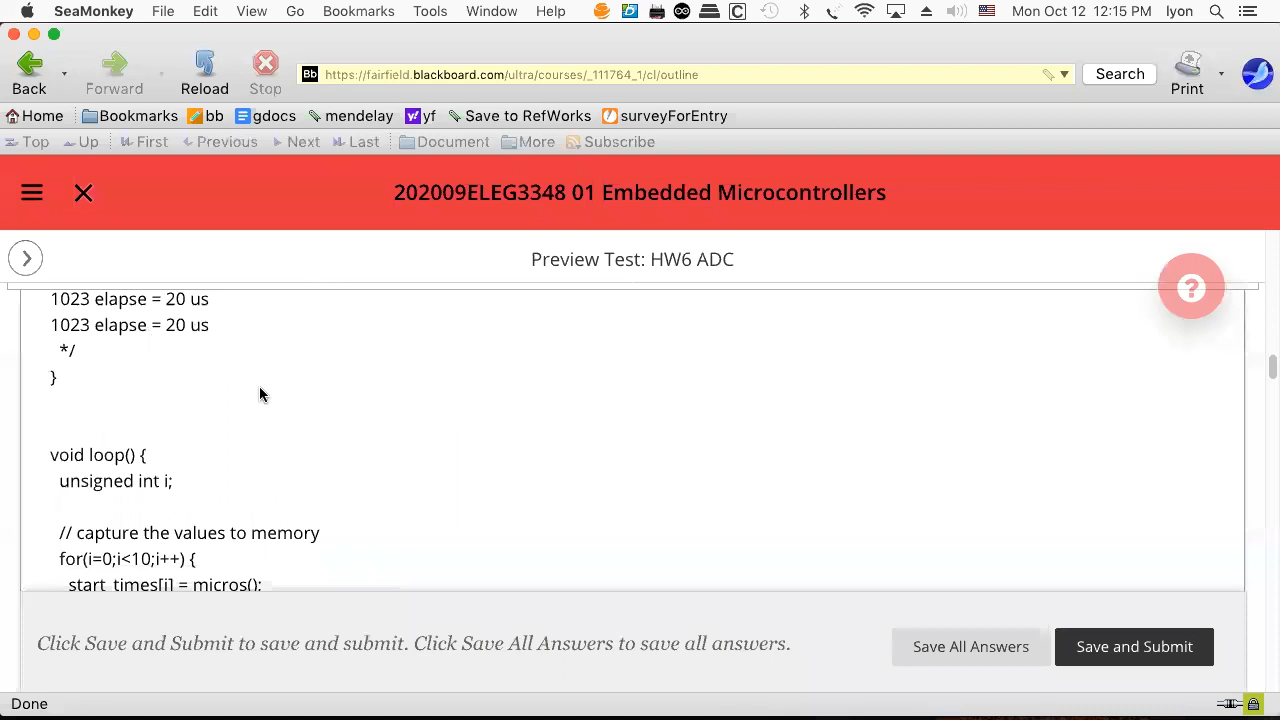 SeaMonkey File Edit View Go Bookmarks Tools Window Help Mon Oct 12 12:15 PM lyon
Back Forward Reload Stop Bb https://fairfield.blackboard.com/ultra/courses/_111764_1/cl/outline Search Print
Home Bookmarks bb gdocs mendelay yf Save to RefWorks surveyForEntry
Top Up First Previous Next Last Document More Subscribe
202009ELEG3348 01 Embedded Microcontrollers
Preview Test: HW6 ADC
?
1023 elapse = 20 us
1023 elapse = 20 us
*/
}
void loop() {
unsigned int i;
// capture the values to memory
for(i=0;i<10;i++) {
start_times[i] = micros();
Click Save and Submit to save and submit. Click Save All Answers to save all answers.
Save All Answers Save and Submit
Done